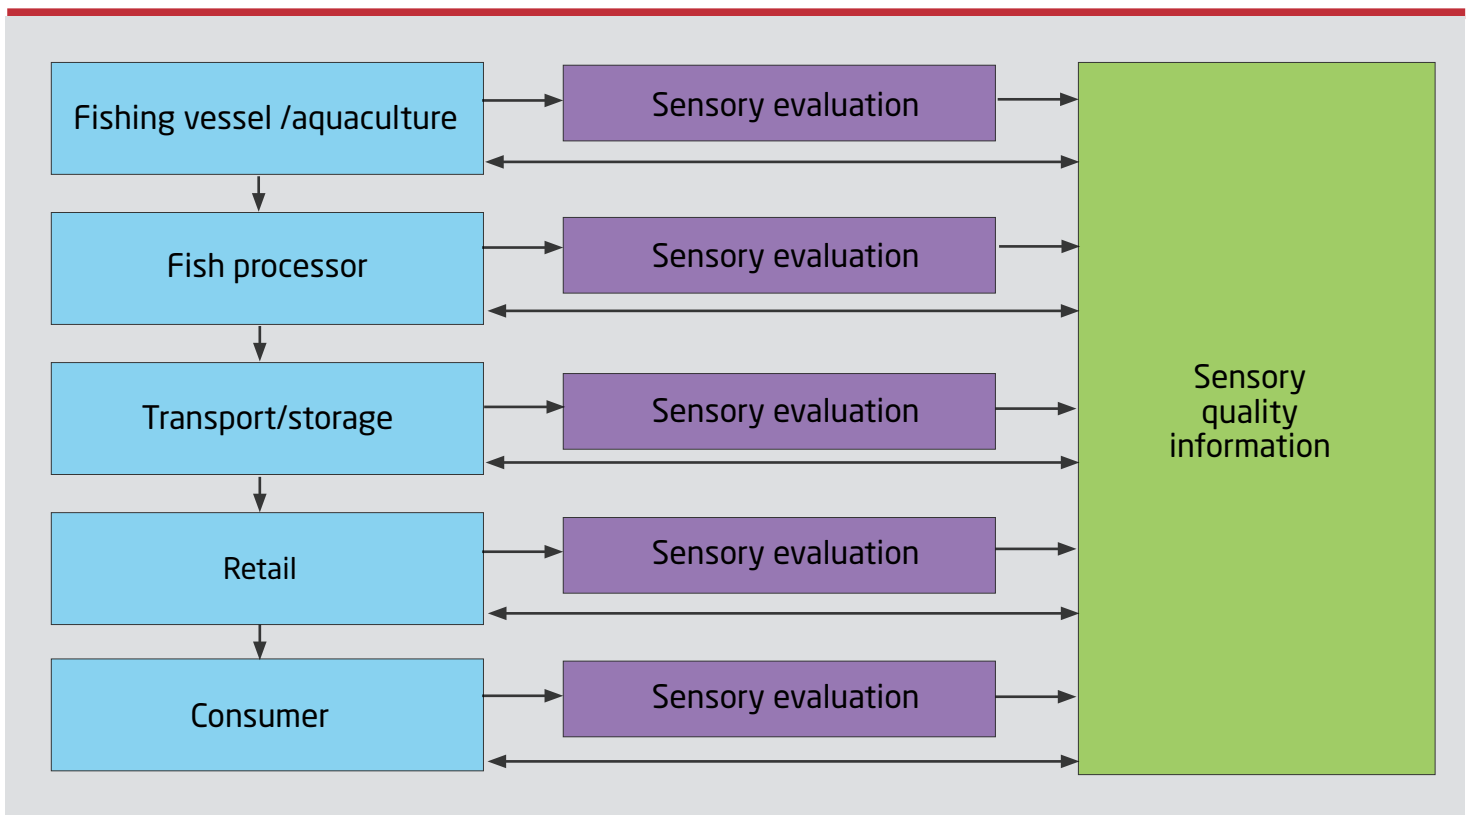 Fishing vessel /aquaculture
Sensory evaluation
Fish processor
Sensory evaluation
Transport/storage
Sensory evaluation
Retail
Sensory evaluation
Consumer
Sensory evaluation
Sensory
quality
information